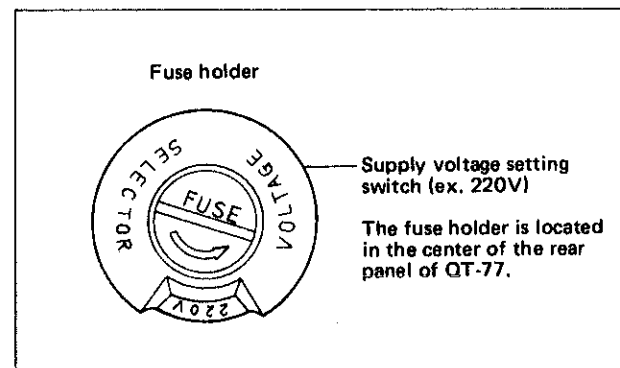 Fuse holder
VOLTAGE
SELECTOR
FUSE
220V
Supply voltage setting
switch (ex. 220V)
The fuse holder is located
in the center of the rear
panel of QT-77.